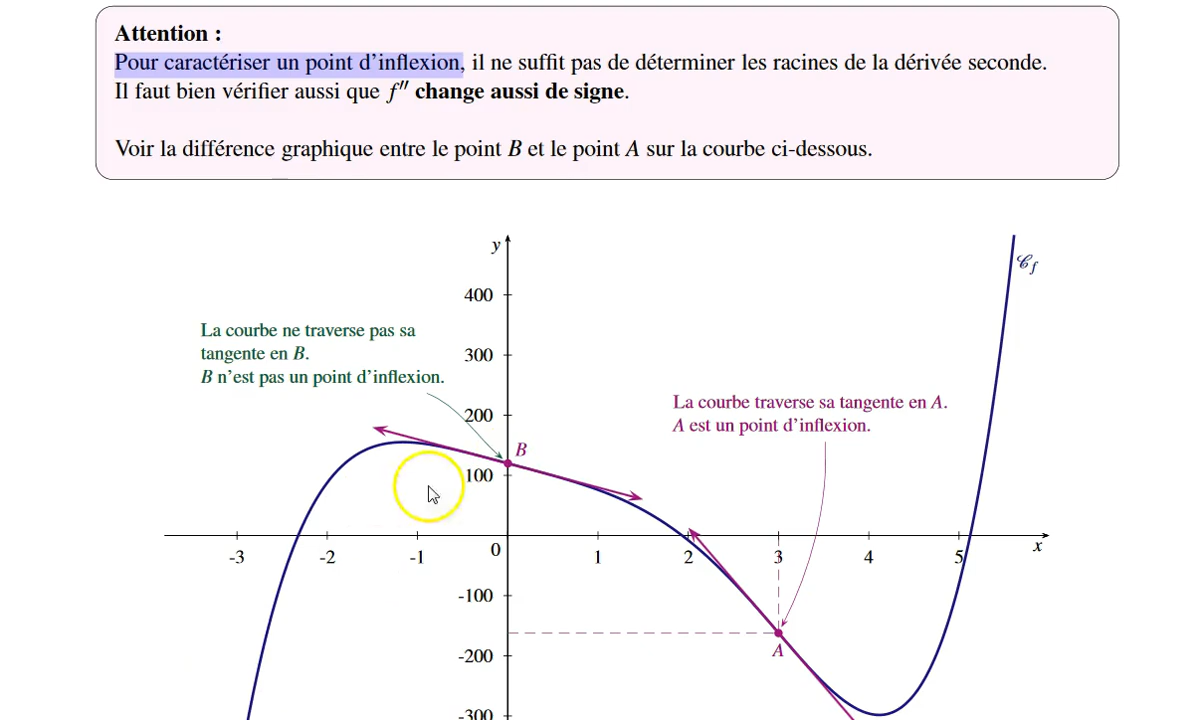 Attention :
Pour caractériser un point d'inflexion, il ne suffit pas de déterminer les racines de la dérivée seconde.
Il faut bien vérifier aussi que f″ change aussi de signe.
Voir la différence graphique entre le point B et le point A sur la courbe ci-dessous.
y
𝒞f
400
La courbe ne traverse pas sa
tangente en B.
B n'est pas un point d'inflexion.
300
La courbe traverse sa tangente en A.
A est un point d'inflexion.
200
B
100
-3 -2 -1 0 1 2 3 4 5 x
-100
A
-200
-300